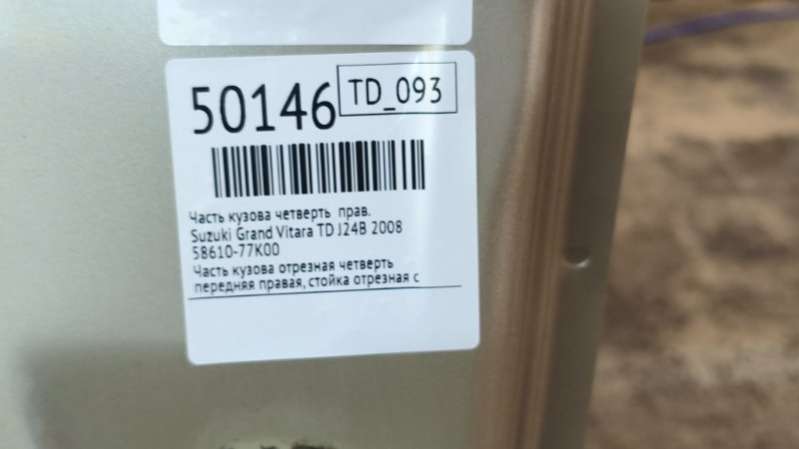 50146
TD_093
Часть кузова четверть прав.
Suzuki Grand Vitara TD J24B 2008
58610-77K00
Часть кузова отрезная четверть
передняя правая, стойка отрезная с